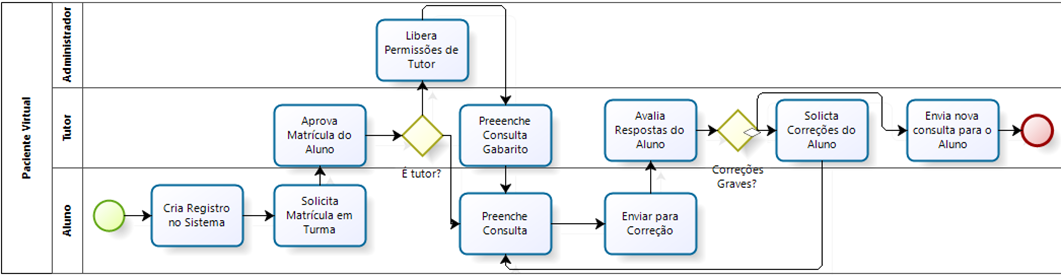 Paciente Virtual
Administrador
Libera
Permissões de
Tutor
Tutor
Aprova
Matrícula do
Aluno
É tutor?
Preeenche
Consulta
Gabarito
Avalia
Respostas do
Aluno
Correções
Graves?
Solicta
Correções do
Aluno
Envia nova
consulta para o
Aluno
Aluno
Cria Registro
no Sistema
Solicita
Matrícula em
Turma
Preenche
Consulta
Enviar para
Correção